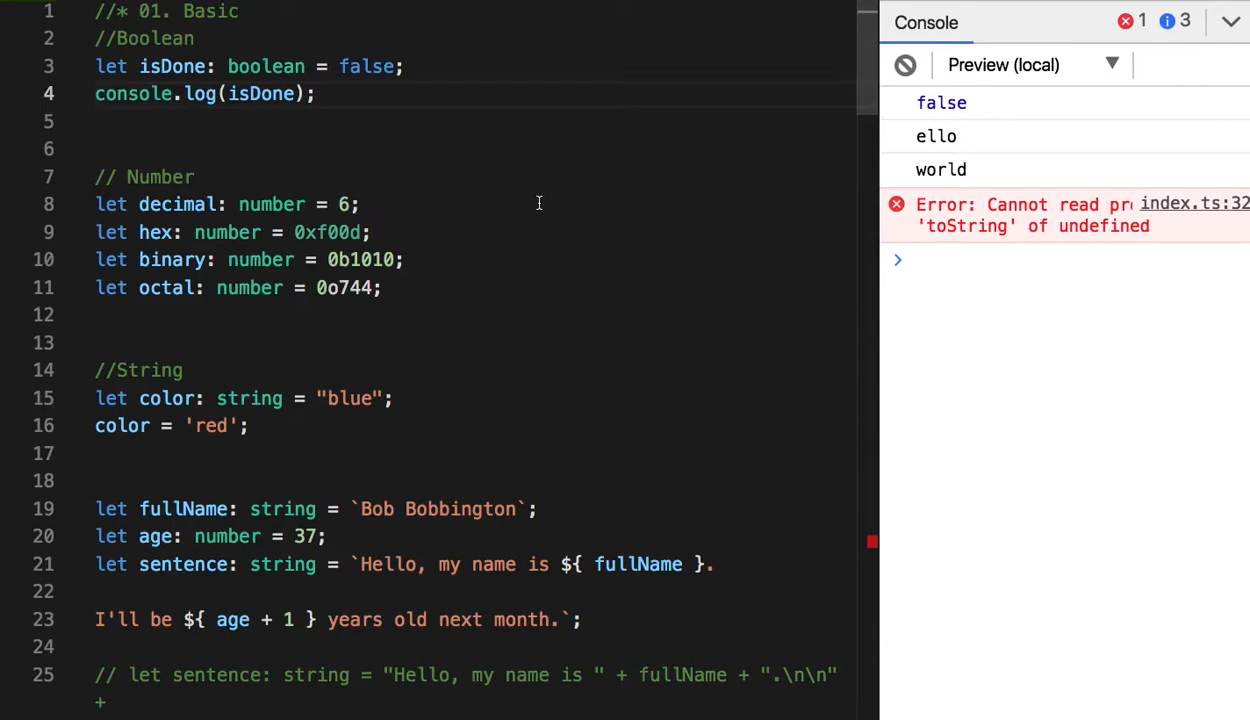 1 //* 01. Basic
2 //Boolean
3 let isDone: boolean = false;
4 console.log(isDone);
5
6
7 // Number
8 let decimal: number = 6;
9 let hex: number = 0xf00d;
10 let binary: number = 0b1010;
11 let octal: number = 0o744;
12
13
14 //String
15 let color: string = "blue";
16 color = 'red';
17
18
19 let fullName: string = `Bob Bobbington`;
20 let age: number = 37;
21 let sentence: string = `Hello, my name is ${ fullName }.
22
23 I'll be ${ age + 1 } years old next month.`;
24
25 // let sentence: string = "Hello, my name is " + fullName + ".\n\n"
+
Console 1 3
Preview (local)
false
ello
world
Error: Cannot read pr index.ts:32
'toString' of undefined
>